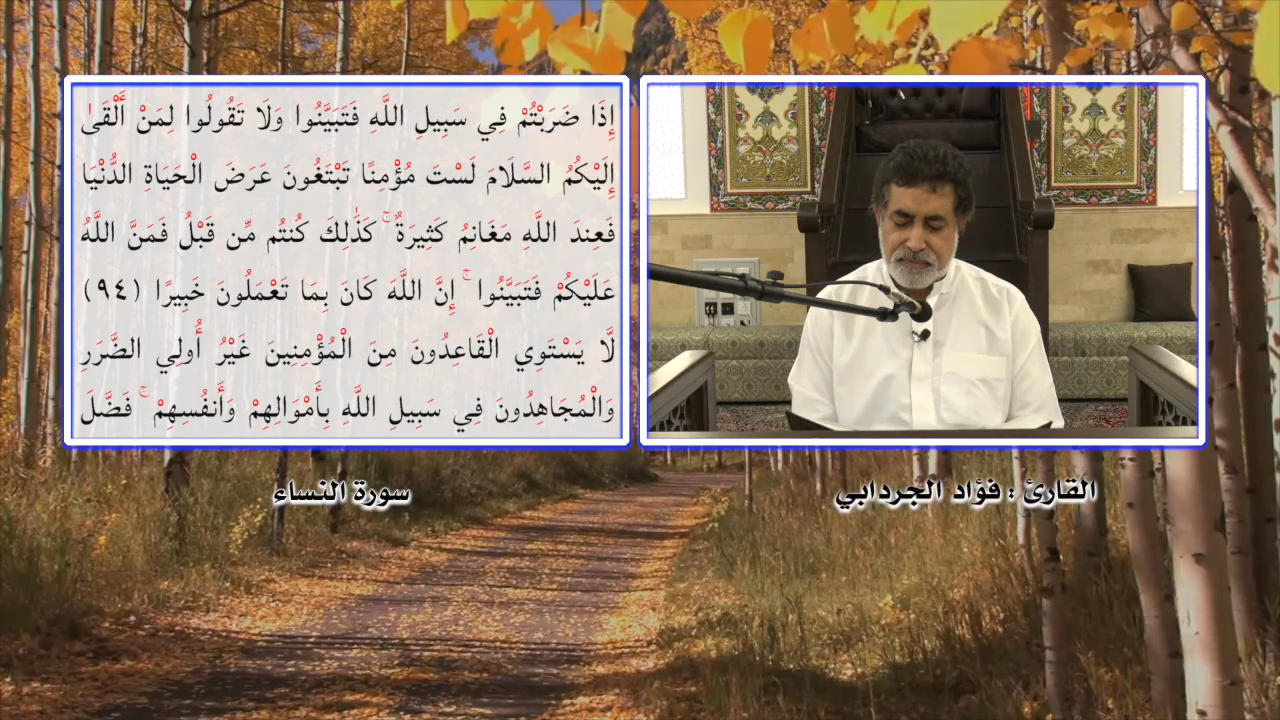 إِذَا ضَرَبْتُمْ فِي سَبِيلِ اللَّهِ فَتَبَيَّنُوا وَلَا تَقُولُوا لِمَنْ أَلْقَىٰ
إِلَيْكُمُ السَّلَامَ لَسْتَ مُؤْمِنًا تَبْتَغُونَ عَرَضَ الْحَيَاةِ الدُّنْيَا
فَعِندَ اللَّهِ مَغَانِمُ كَثِيرَةٌ ۚ كَذَٰلِكَ كُنتُم مِّن قَبْلُ فَمَنَّ اللَّهُ
عَلَيْكُمْ فَتَبَيَّنُوا ۚ إِنَّ اللَّهَ كَانَ بِمَا تَعْمَلُونَ خَبِيرًا (٩٤)
لَّا يَسْتَوِي الْقَاعِدُونَ مِنَ الْمُؤْمِنِينَ غَيْرُ أُولِي الضَّرَرِ
وَالْمُجَاهِدُونَ فِي سَبِيلِ اللَّهِ بِأَمْوَالِهِمْ وَأَنفُسِهِمْ ۚ فَضَّلَ
القارئ : فؤاد الجردابي
سورة النساء